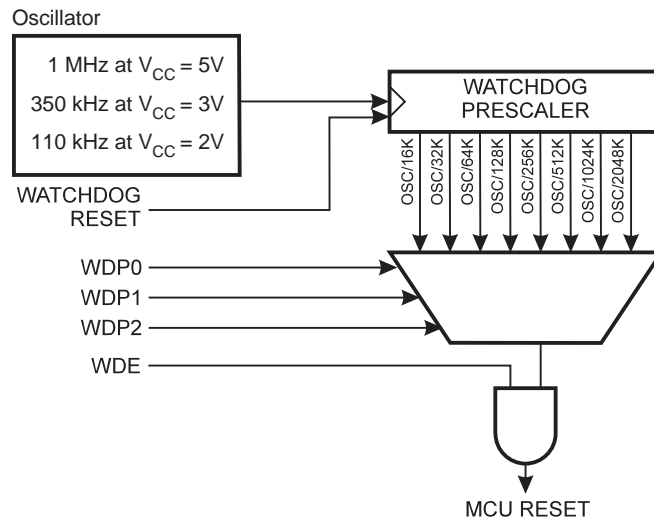 Oscillator
1 MHz at VCC = 5V
350 kHz at VCC = 3V
110 kHz at VCC = 2V
WATCHDOG
PRESCALER
WATCHDOG
RESET
OSC/16K
OSC/32K
OSC/64K
OSC/128K
OSC/256K
OSC/512K
OSC/1024K
OSC/2048K
WDP0
WDP1
WDP2
WDE
MCU RESET